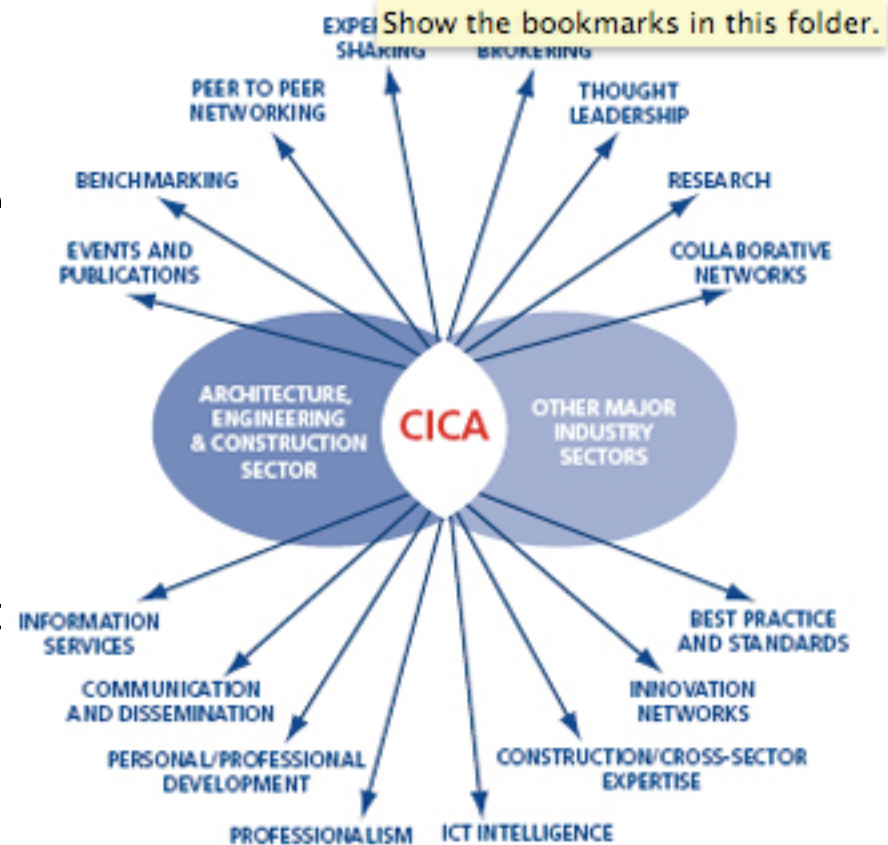 Show the bookmarks in this folder.
SHARING
BROKERING
PEER TO PEER
NETWORKING
THOUGHT
LEADERSHIP
BENCHMARKING
RESEARCH
EVENTS AND
PUBLICATIONS
COLLABORATIVE
NETWORKS
ARCHITECTURE,
ENGINEERING
& CONSTRUCTION
SECTOR
CICA
OTHER MAJOR
INDUSTRY
SECTORS
INFORMATION
SERVICES
BEST PRACTICE
AND STANDARDS
COMMUNICATION
AND DISSEMINATION
INNOVATION
NETWORKS
PERSONAL/PROFESSIONAL
DEVELOPMENT
CONSTRUCTION/CROSS-SECTOR
EXPERTISE
PROFESSIONALISM
ICT INTELLIGENCE